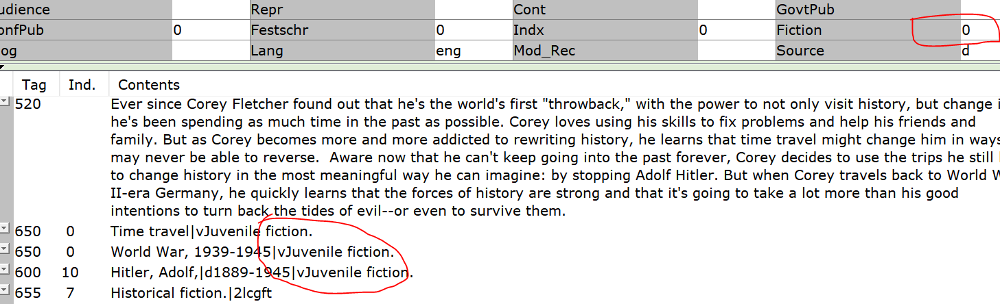 udience Repr Cont GovtPub
onfPub 0 Festschr 0 Indx 0 Fiction 0
og Lang eng Mod_Rec Source d
Tag Ind. Contents
520 Ever since Corey Fletcher found out that he's the world's first "throwback," with the power to not only visit history, but change i
he's been spending as much time in the past as possible. Corey loves using his skills to fix problems and help his friends and
family. But as Corey becomes more and more addicted to rewriting history, he learns that time travel might change him in ways
may never be able to reverse.  Aware now that he can't keep going into the past forever, Corey decides to use the trips he still
to change history in the most meaningful way he can imagine: by stopping Adolf Hitler. But when Corey travels back to World W
II-era Germany, he quickly learns that the forces of history are strong and that it's going to take a lot more than his good
intentions to turn back the tides of evil--or even to survive them.
650 0 Time travel|vJuvenile fiction.
650 0 World War, 1939-1945|vJuvenile fiction.
600 10 Hitler, Adolf,|d1889-1945|vJuvenile fiction.
655 7 Historical fiction.|2lcgft